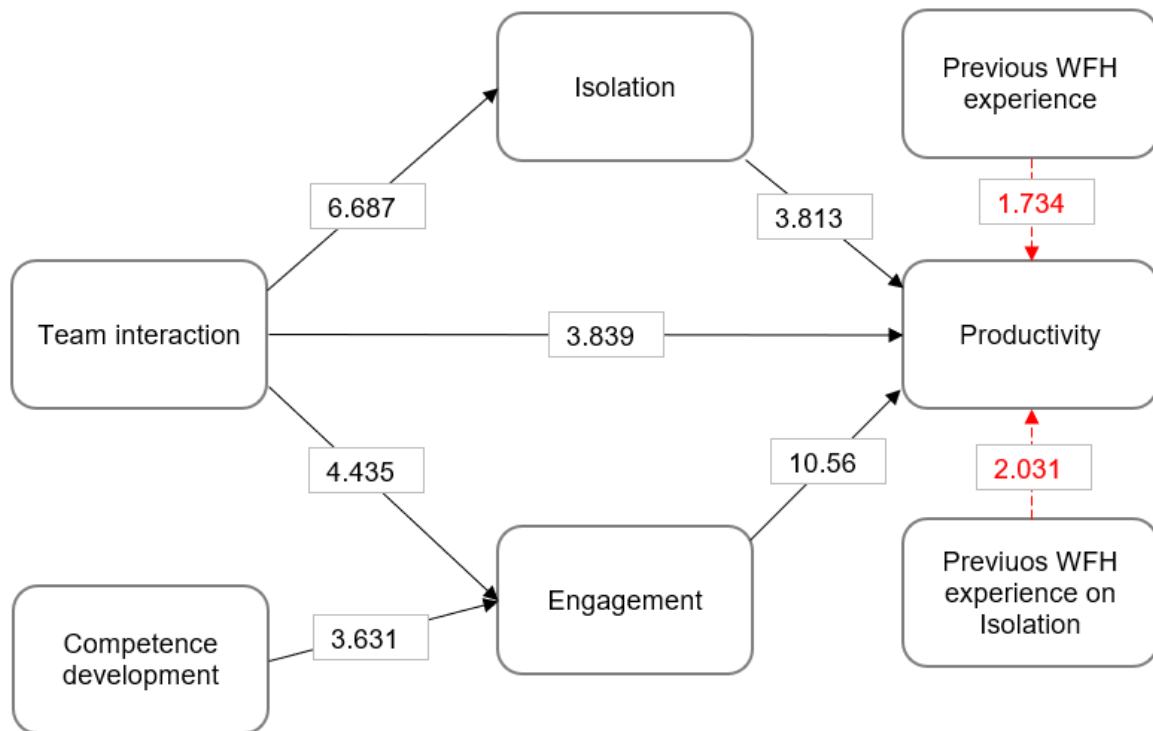 Isolation
Previous WFH
experience
6.687
3.813
1.734
Team interaction
3.839
Productivity
4.435
10.56
2.031
Competence
development
3.631
Engagement
Previuos WFH
experience on
Isolation